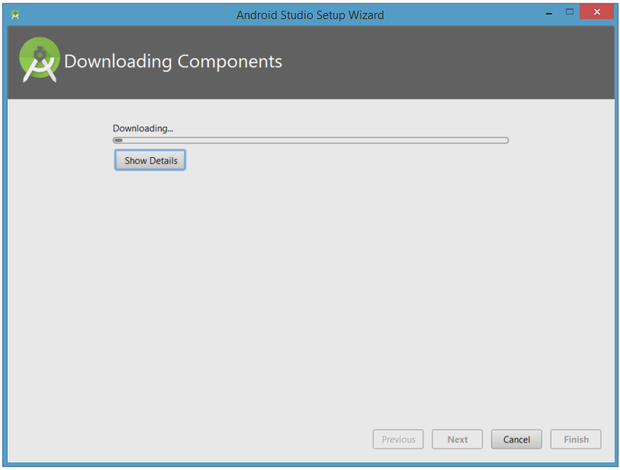 Android Studio Setup Wizard
Downloading Components
Downloading...
Show Details
Previous Next Cancel Finish